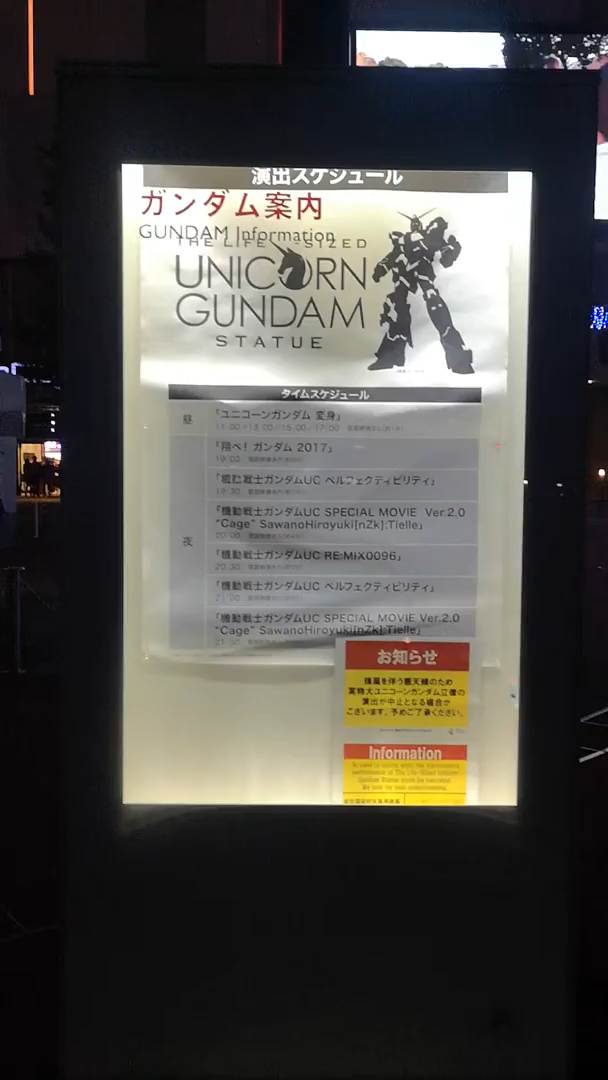 演出スケジュール
ガンダム案内
GUNDAM Information
THE LIFE-SIZED
UNICORN
GUNDAM
STATUE
タイムスケジュール
昼
「ユニコーンガンダム 変身」
11:00/13:00/15:00/17:00
夜
「翔べ! ガンダム 2017」
19:00
「機動戦士ガンダムUC ペルフェクティビリティ」
19:30
「機動戦士ガンダムUC SPECIAL MOVIE Ver.2.0
“Cage” SawanoHiroyuki[nZk]:Tielle」
20:00
「機動戦士ガンダムUC RE:MIX0096」
20:30
「機動戦士ガンダムUC ペルフェクティビリティ」
21:00
「機動戦士ガンダムUC SPECIAL MOVIE Ver.2.0
“Cage” SawanoHiroyuki[nZk]:Tielle」
21:30
お知らせ
強風を伴う悪天候のため
実物大ユニコーンガンダム立像の
演出が中止となる場合が
ございます。予めご了承ください。
Information